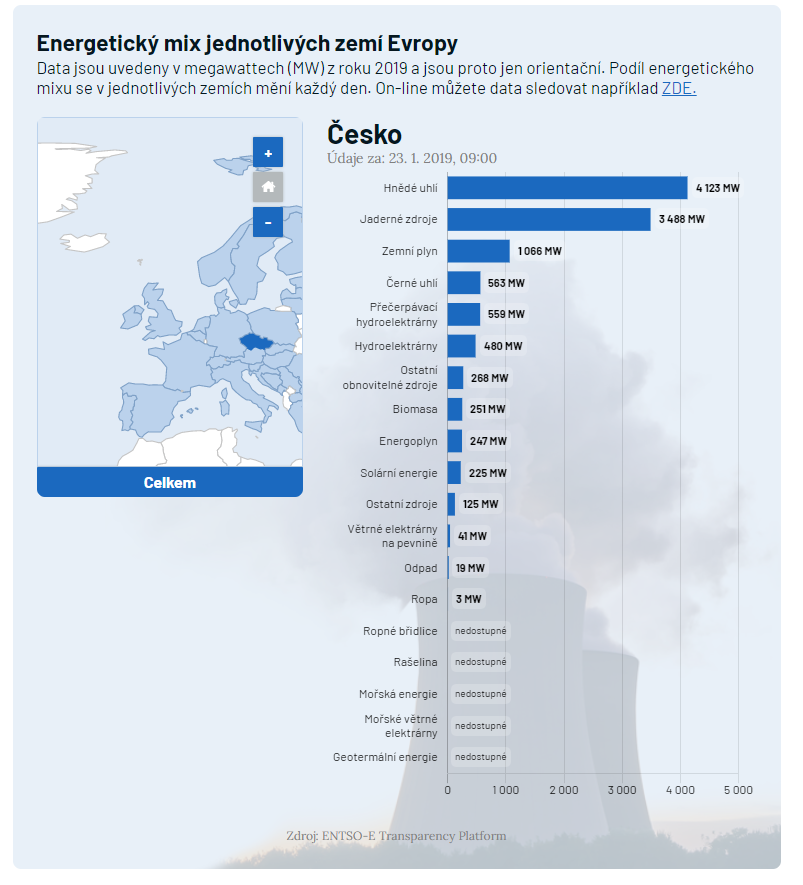 Energetický mix jednotlivých zemí Evropy
Data jsou uvedeny v megawattech (MW) z roku 2019 a jsou proto jen orientační. Podíl energetického
mixu se v jednotlivých zemích mění každý den. On-line můžete data sledovat například ZDE.
+
−
Celkem
Česko
Údaje za: 23. 1. 2019, 09:00
Hnědé uhlí 4 123 MW
Jaderné zdroje 3 488 MW
Zemní plyn 1 066 MW
Černé uhlí 563 MW
Přečerpávací
hydroelektrárny 559 MW
Hydroelektrárny 480 MW
Ostatní
obnovitelné zdroje 268 MW
Biomasa 251 MW
Energoplyn 247 MW
Solární energie 225 MW
Ostatní zdroje 125 MW
Větrné elektrárny
na pevnině 41 MW
Odpad 19 MW
Ropa 3 MW
Ropné břidlice nedostupné
Rašelina nedostupné
Mořská energie nedostupné
Mořské větrné
elektrárny nedostupné
Geotermální energie nedostupné
0 1 000 2 000 3 000 4 000 5 000
Zdroj: ENTSO-E Transparency Platform